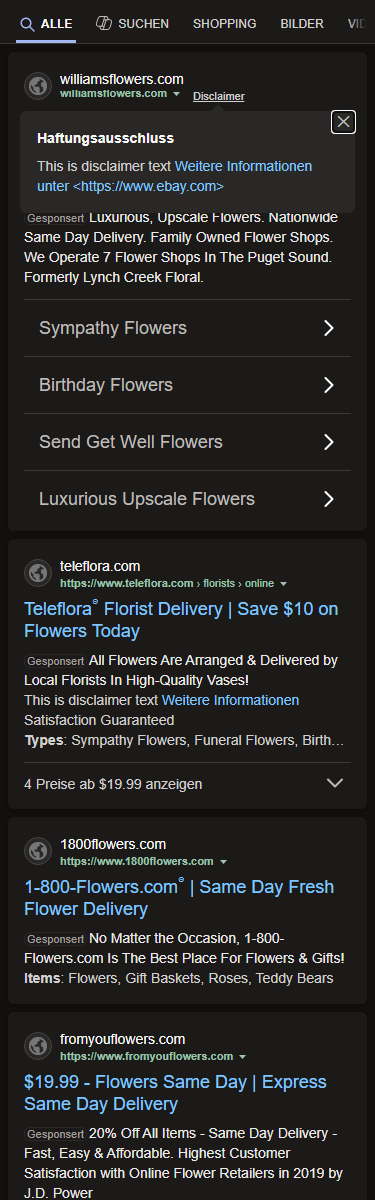 ALLE SUCHEN SHOPPING BILDER
williamsflowers.com
williamsflowers.com Disclaimer
Haftungsausschluss
This is disclaimer text Weitere Informationen
unter <https://www.ebay.com>
Gesponsert Luxurious, Upscale Flowers. Nationwide
Same Day Delivery. Family Owned Flower Shops.
We Operate 7 Flower Shops In The Puget Sound.
Formerly Lynch Creek Floral.
Sympathy Flowers
Birthday Flowers
Send Get Well Flowers
Luxurious Upscale Flowers
teleflora.com
https://www.teleflora.com › florists › online
Teleflora® Florist Delivery | Save $10 on
Flowers Today
Gesponsert All Flowers Are Arranged & Delivered by
Local Florists In High-Quality Vases!
This is disclaimer text Weitere Informationen
Satisfaction Guaranteed
Types: Sympathy Flowers, Funeral Flowers, Birth...
4 Preise ab $19.99 anzeigen
1800flowers.com
https://www.1800flowers.com
1-800-Flowers.com® | Same Day Fresh
Flower Delivery
Gesponsert No Matter the Occasion, 1-800-
Flowers.com Is The Best Place For Flowers & Gifts!
Items: Flowers, Gift Baskets, Roses, Teddy Bears
fromyouflowers.com
https://www.fromyouflowers.com
$19.99 - Flowers Same Day | Express
Same Day Delivery
Gesponsert 20% Off All Items - Same Day Delivery -
Fast, Easy & Affordable. Highest Customer
Satisfaction with Online Flower Retailers in 2019 by
J.D. Power